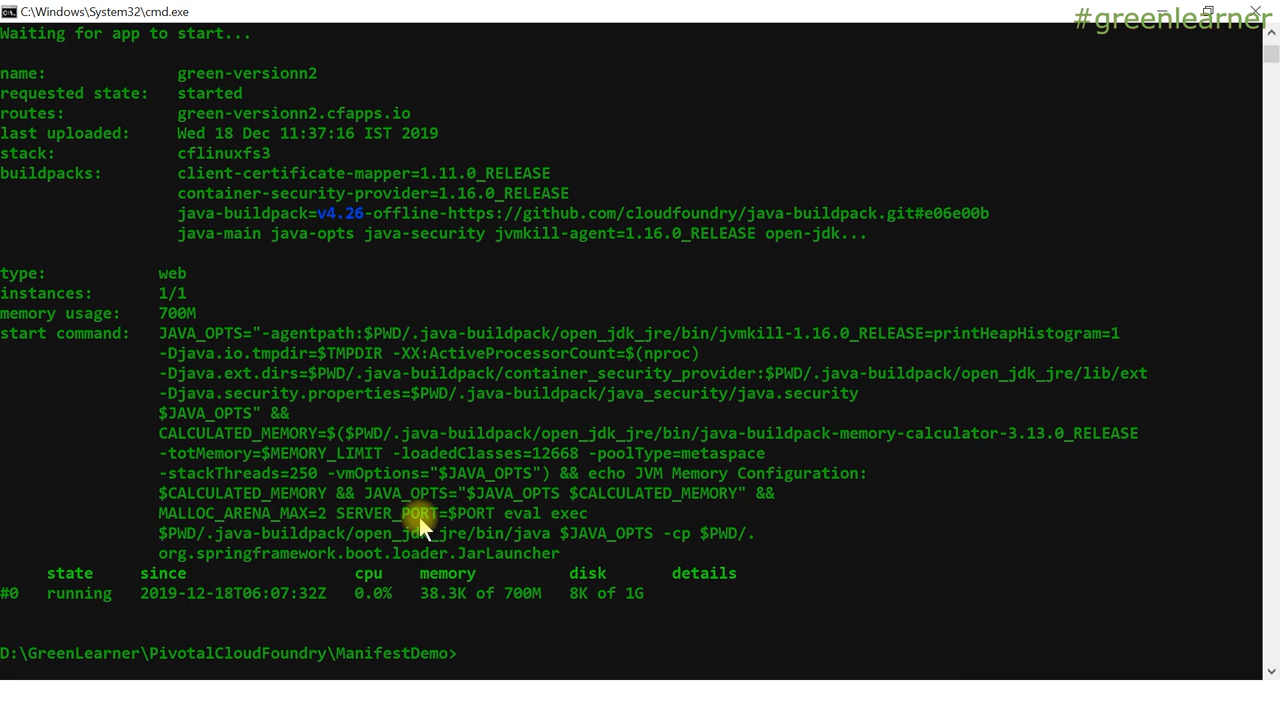 C:\Windows\System32\cmd.exe
#greenlearner
Waiting for app to start...
name: green-versionn2
requested state: started
routes: green-versionn2.cfapps.io
last uploaded: Wed 18 Dec 11:37:16 IST 2019
stack: cflinuxfs3
buildpacks: client-certificate-mapper=1.11.0_RELEASE
container-security-provider=1.16.0_RELEASE
java-buildpack=v4.26-offline-https://github.com/cloudfoundry/java-buildpack.git#e06e00b
java-main java-opts java-security jvmkill-agent=1.16.0_RELEASE open-jdk...
type: web
instances: 1/1
memory usage: 700M
start command: JAVA_OPTS="-agentpath:$PWD/.java-buildpack/open_jdk_jre/bin/jvmkill-1.16.0_RELEASE=printHeapHistogram=1
-Djava.io.tmpdir=$TMPDIR -XX:ActiveProcessorCount=$(nproc)
-Djava.ext.dirs=$PWD/.java-buildpack/container_security_provider:$PWD/.java-buildpack/open_jdk_jre/lib/ext
-Djava.security.properties=$PWD/.java-buildpack/java_security/java.security
$JAVA_OPTS" &&
CALCULATED_MEMORY=$($PWD/.java-buildpack/open_jdk_jre/bin/java-buildpack-memory-calculator-3.13.0_RELEASE
-totMemory=$MEMORY_LIMIT -loadedClasses=12668 -poolType=metaspace
-stackThreads=250 -vmOptions="$JAVA_OPTS") && echo JVM Memory Configuration:
$CALCULATED_MEMORY && JAVA_OPTS="$JAVA_OPTS $CALCULATED_MEMORY" &&
MALLOC_ARENA_MAX=2 SERVER_PORT=$PORT eval exec
$PWD/.java-buildpack/open_jdk_jre/bin/java $JAVA_OPTS -cp $PWD/.
org.springframework.boot.loader.JarLauncher
state since cpu memory disk details
#0 running 2019-12-18T06:07:32Z 0.0% 38.3K of 700M 8K of 1G
D:\GreenLearner\PivotalCloudFoundry\ManifestDemo>